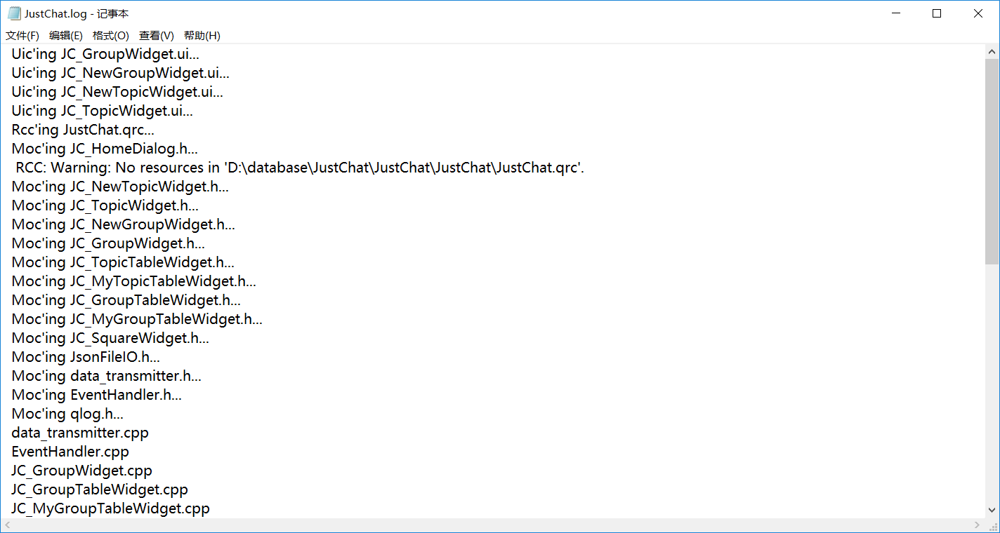 JustChat.log - 记事本
文件(F) 编辑(E) 格式(O) 查看(V) 帮助(H)
Uic'ing JC_GroupWidget.ui...
Uic'ing JC_NewGroupWidget.ui...
Uic'ing JC_NewTopicWidget.ui...
Uic'ing JC_TopicWidget.ui...
Rcc'ing JustChat.qrc...
Moc'ing JC_HomeDialog.h...
RCC: Warning: No resources in 'D:\database\JustChat\JustChat\JustChat\JustChat.qrc'.
Moc'ing JC_NewTopicWidget.h...
Moc'ing JC_TopicWidget.h...
Moc'ing JC_NewGroupWidget.h...
Moc'ing JC_GroupWidget.h...
Moc'ing JC_TopicTableWidget.h...
Moc'ing JC_MyTopicTableWidget.h...
Moc'ing JC_GroupTableWidget.h...
Moc'ing JC_MyGroupTableWidget.h...
Moc'ing JC_SquareWidget.h...
Moc'ing JsonFileIO.h...
Moc'ing data_transmitter.h...
Moc'ing EventHandler.h...
Moc'ing qlog.h...
data_transmitter.cpp
EventHandler.cpp
JC_GroupWidget.cpp
JC_GroupTableWidget.cpp
JC_MyGroupTableWidget.cpp